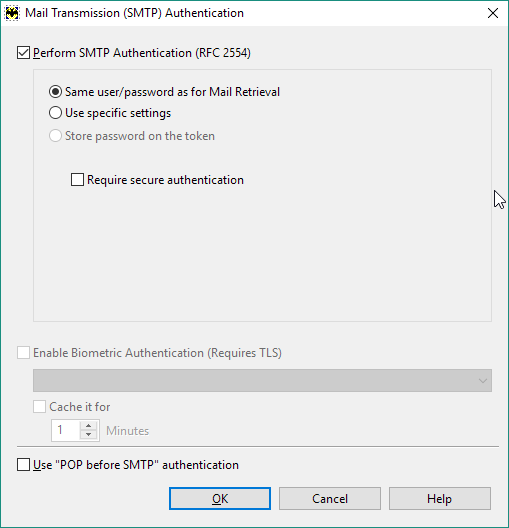 Mail Transmission (SMTP) Authentication
Perform SMTP Authentication (RFC 2554)
Same user/password as for Mail Retrieval
Use specific settings
Store password on the token
Require secure authentication
Enable Biometric Authentication (Requires TLS)
Cache it for
1 Minutes
Use "POP before SMTP" authentication
OK Cancel Help